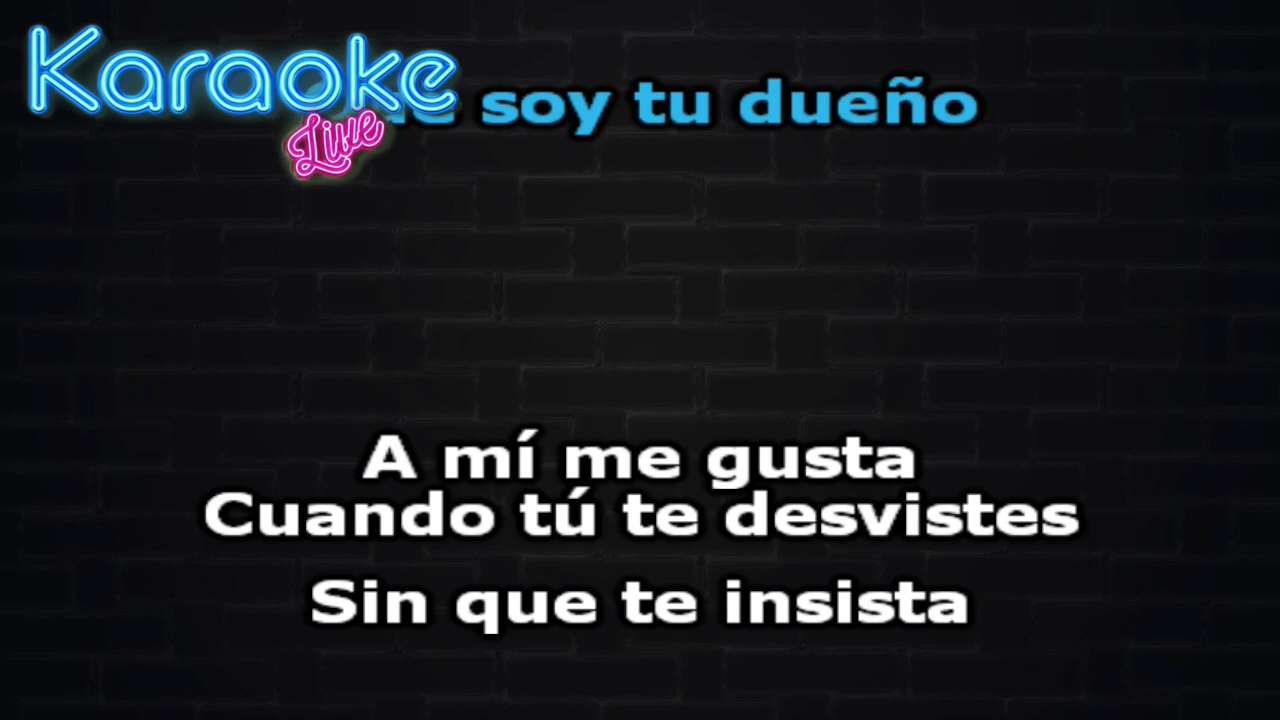 Karaoke
Live
soy tu dueño
A mí me gusta
Cuando tú te desvistes
Sin que te insista